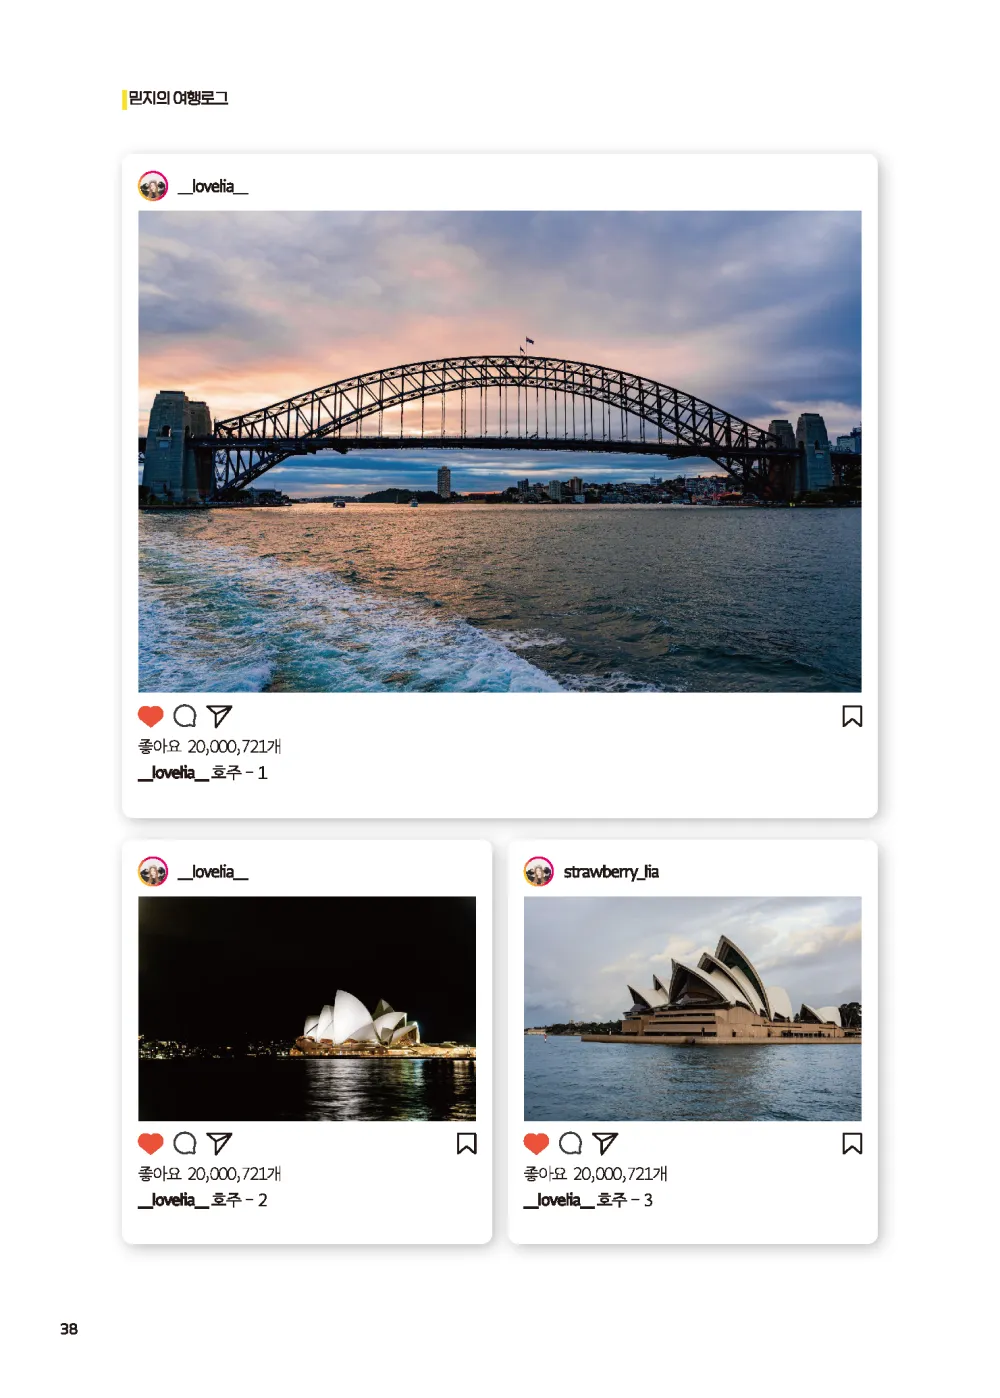 믿지의 여행로그
__lovelia__
좋아요 20,000,721개
__lovelia__ 호주 - 1
__lovelia__
좋아요 20,000,721개
__lovelia__ 호주 - 2
strawberry_lia
좋아요 20,000,721개
__lovelia__ 호주 - 3
38